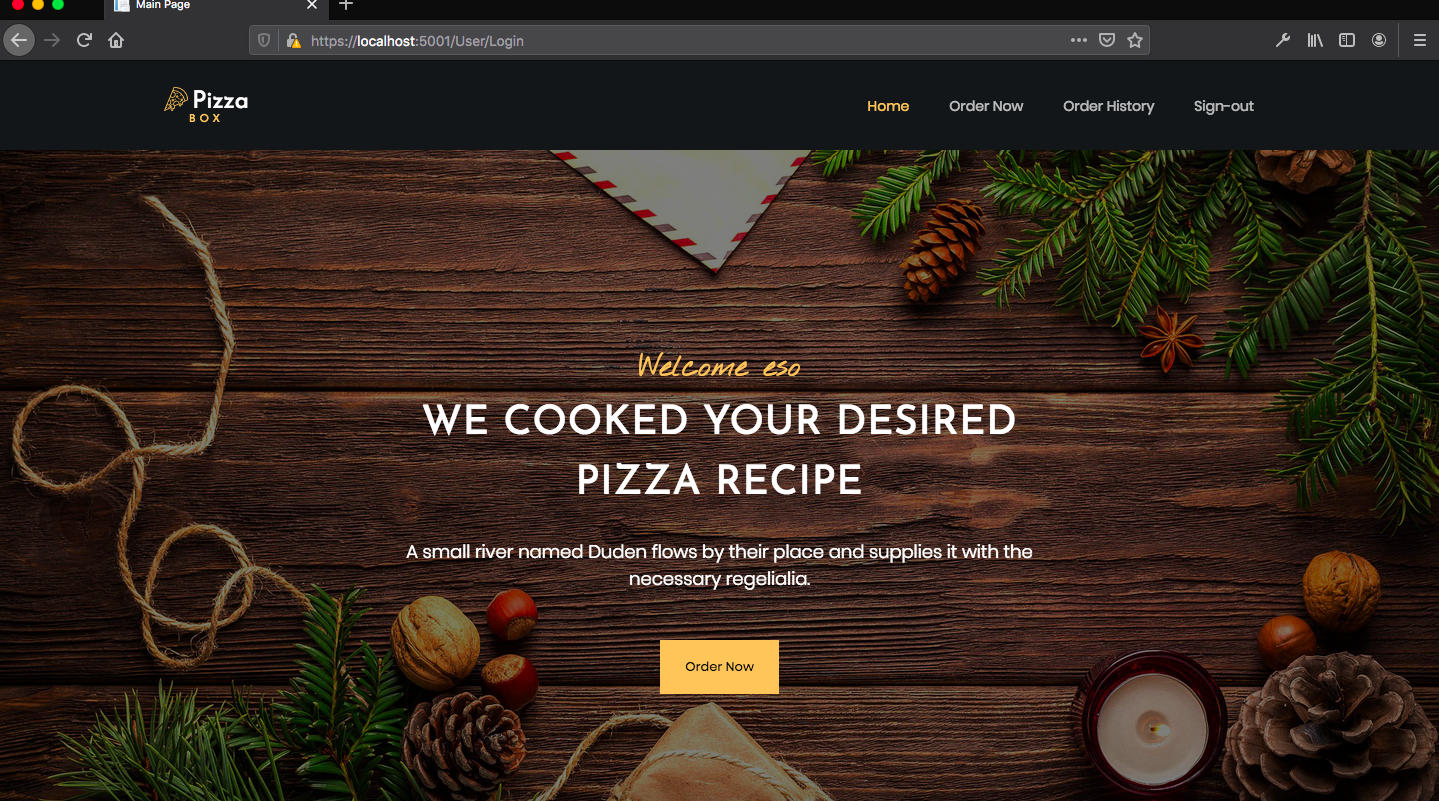 Main Page
https://localhost:5001/User/Login
Pizza
BOX
Home Order Now Order History Sign-out
Welcome eso
WE COOKED YOUR DESIRED
PIZZA RECIPE
A small river named Duden flows by their place and supplies it with the
necessary regelialia.
Order Now